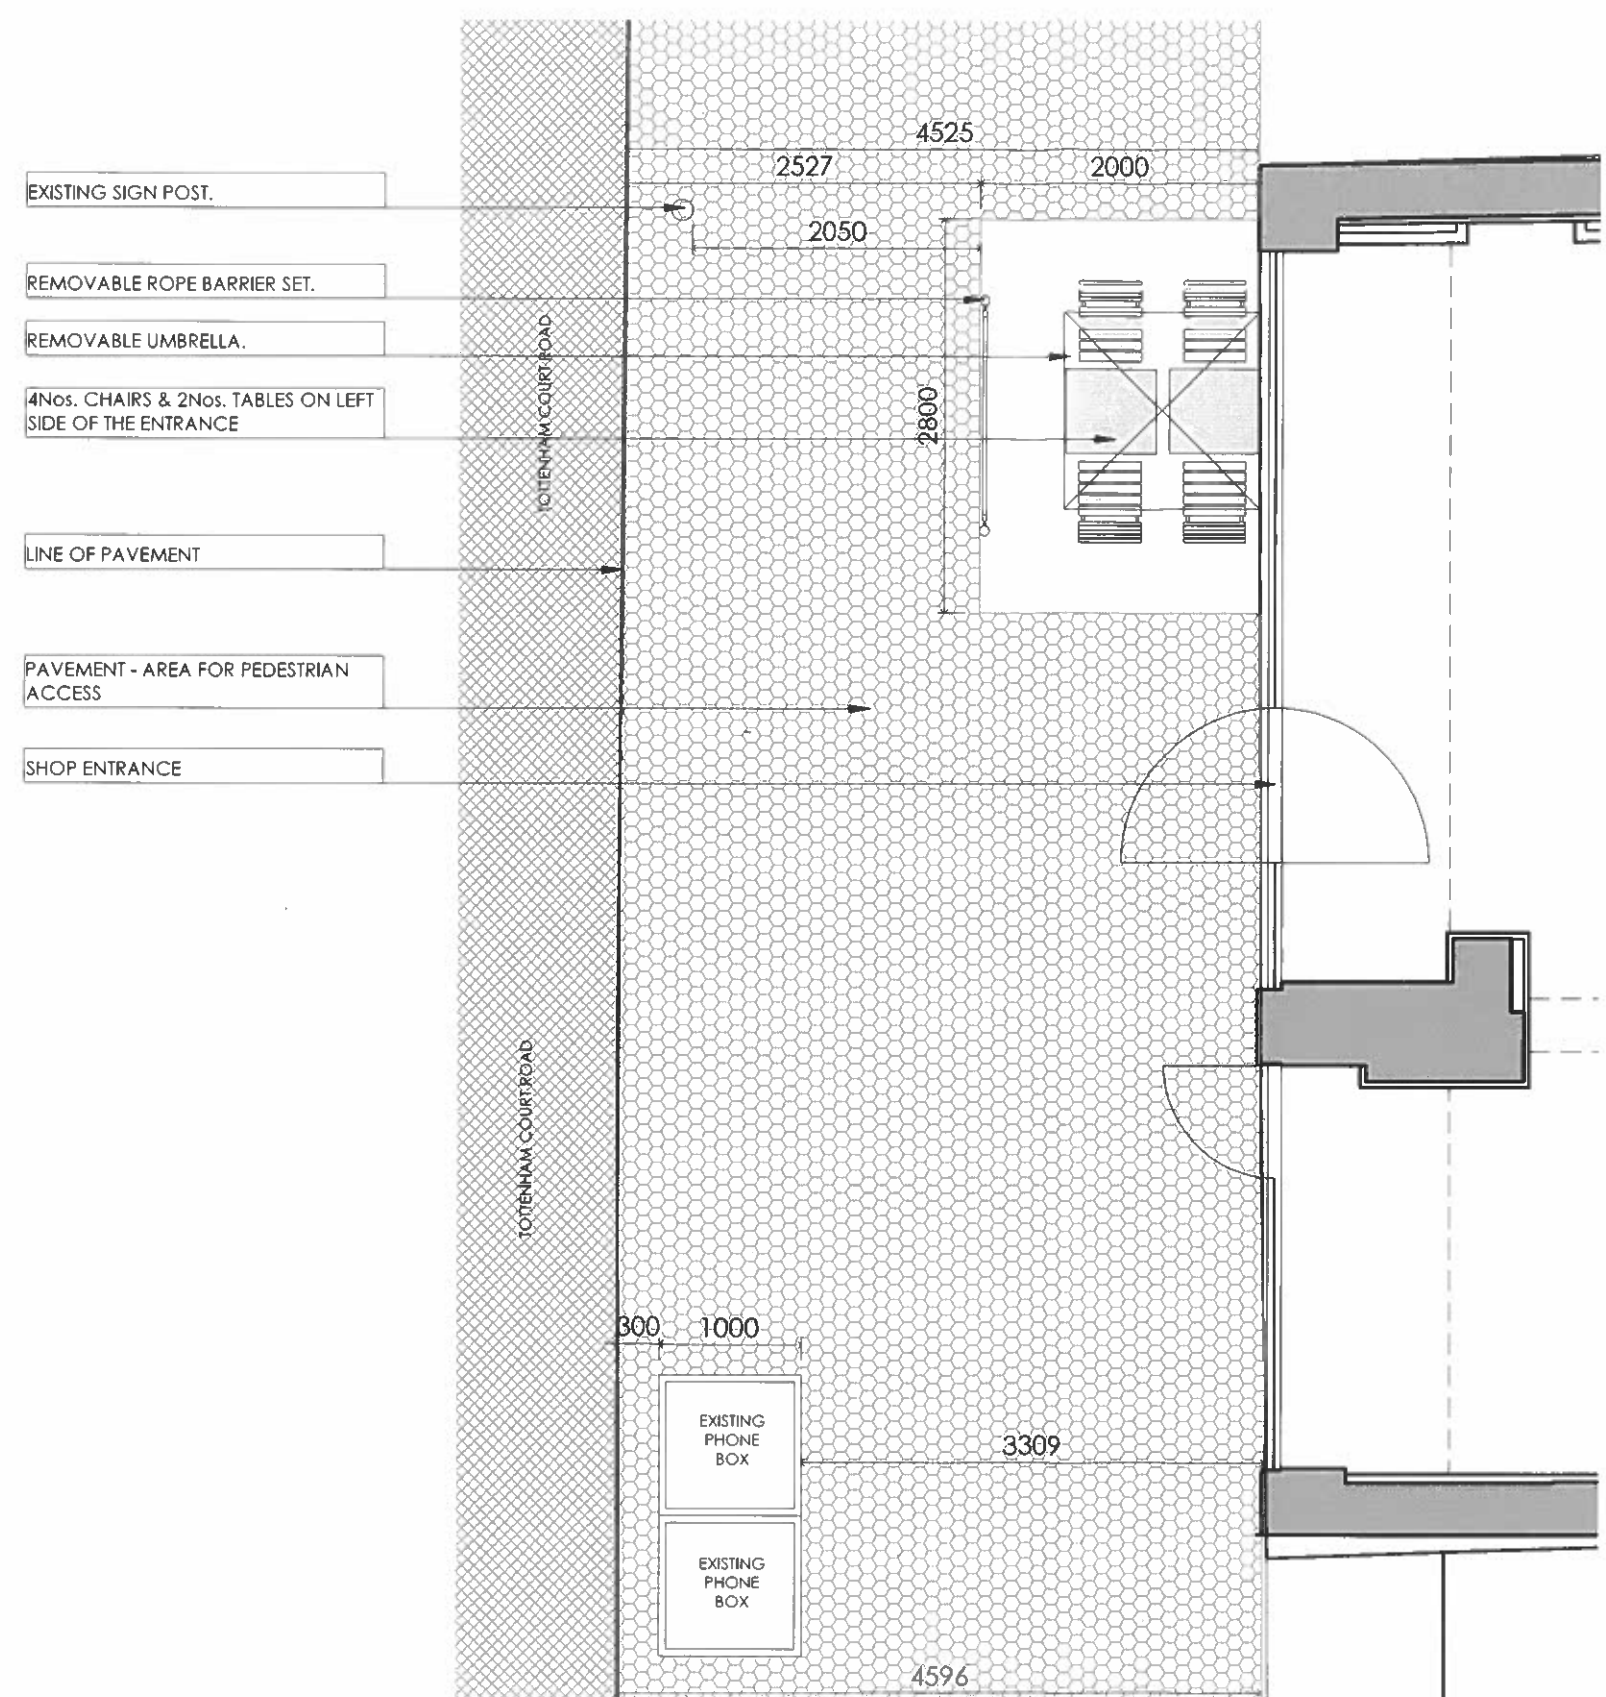 4525
2527
2000
EXISTING SIGN POST.
2050
REMOVABLE ROPE BARRIER SET.
REMOVABLE UMBRELLA.
4Nos. CHAIRS & 2Nos. TABLES ON LEFT
SIDE OF THE ENTRANCE
2800
TOTTENHAM COURT ROAD
LINE OF PAVEMENT
PAVEMENT - AREA FOR PEDESTRIAN
ACCESS
SHOP ENTRANCE
TOTTENHAM COURT ROAD
300
1000
EXISTING
PHONE
BOX
3309
EXISTING
PHONE
BOX
4596